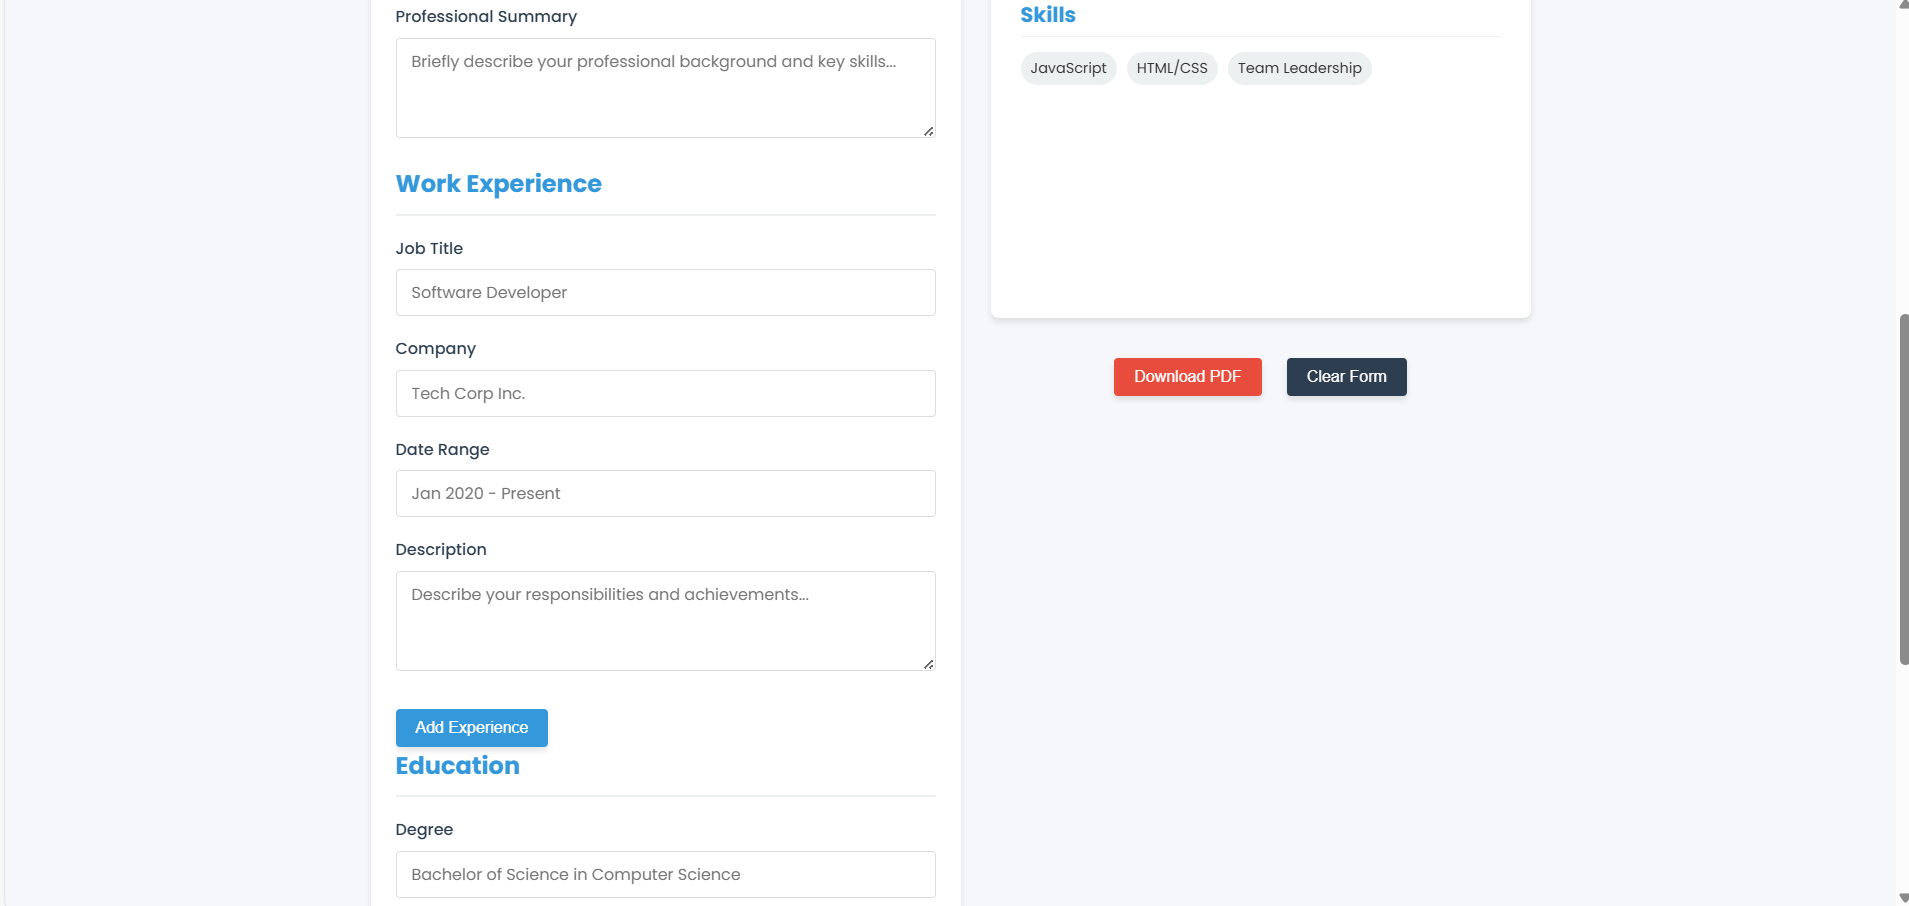 Professional Summary
Briefly describe your professional background and key skills...
Work Experience
Job Title
Software Developer
Company
Tech Corp Inc.
Date Range
Jan 2020 - Present
Description
Describe your responsibilities and achievements...
Add Experience
Education
Degree
Bachelor of Science in Computer Science
Skills
JavaScript HTML/CSS Team Leadership
Download PDF Clear Form